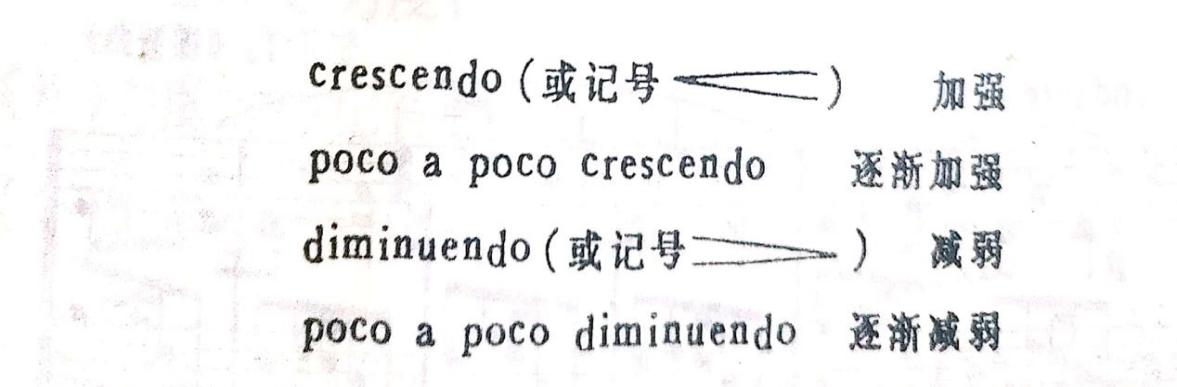 crescendo (或记号 ) 加强
poco a poco crescendo 逐渐加强
diminuendo (或记号 ) 减弱
poco a poco diminuendo 逐渐减弱